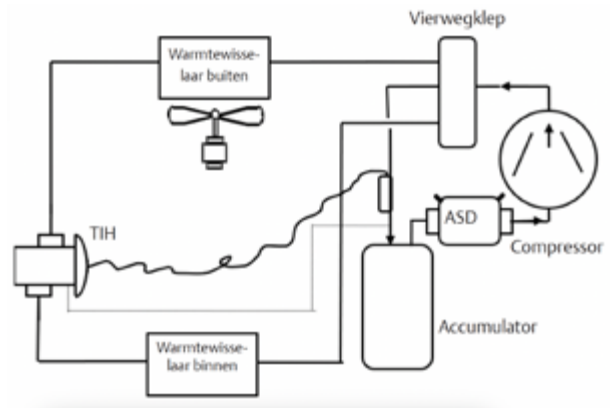 Vierwegklep
Warmtewisse-
laar buiten
TIH
ASD
Compressor
Accumulator
Warmtewisse-
laar binnen